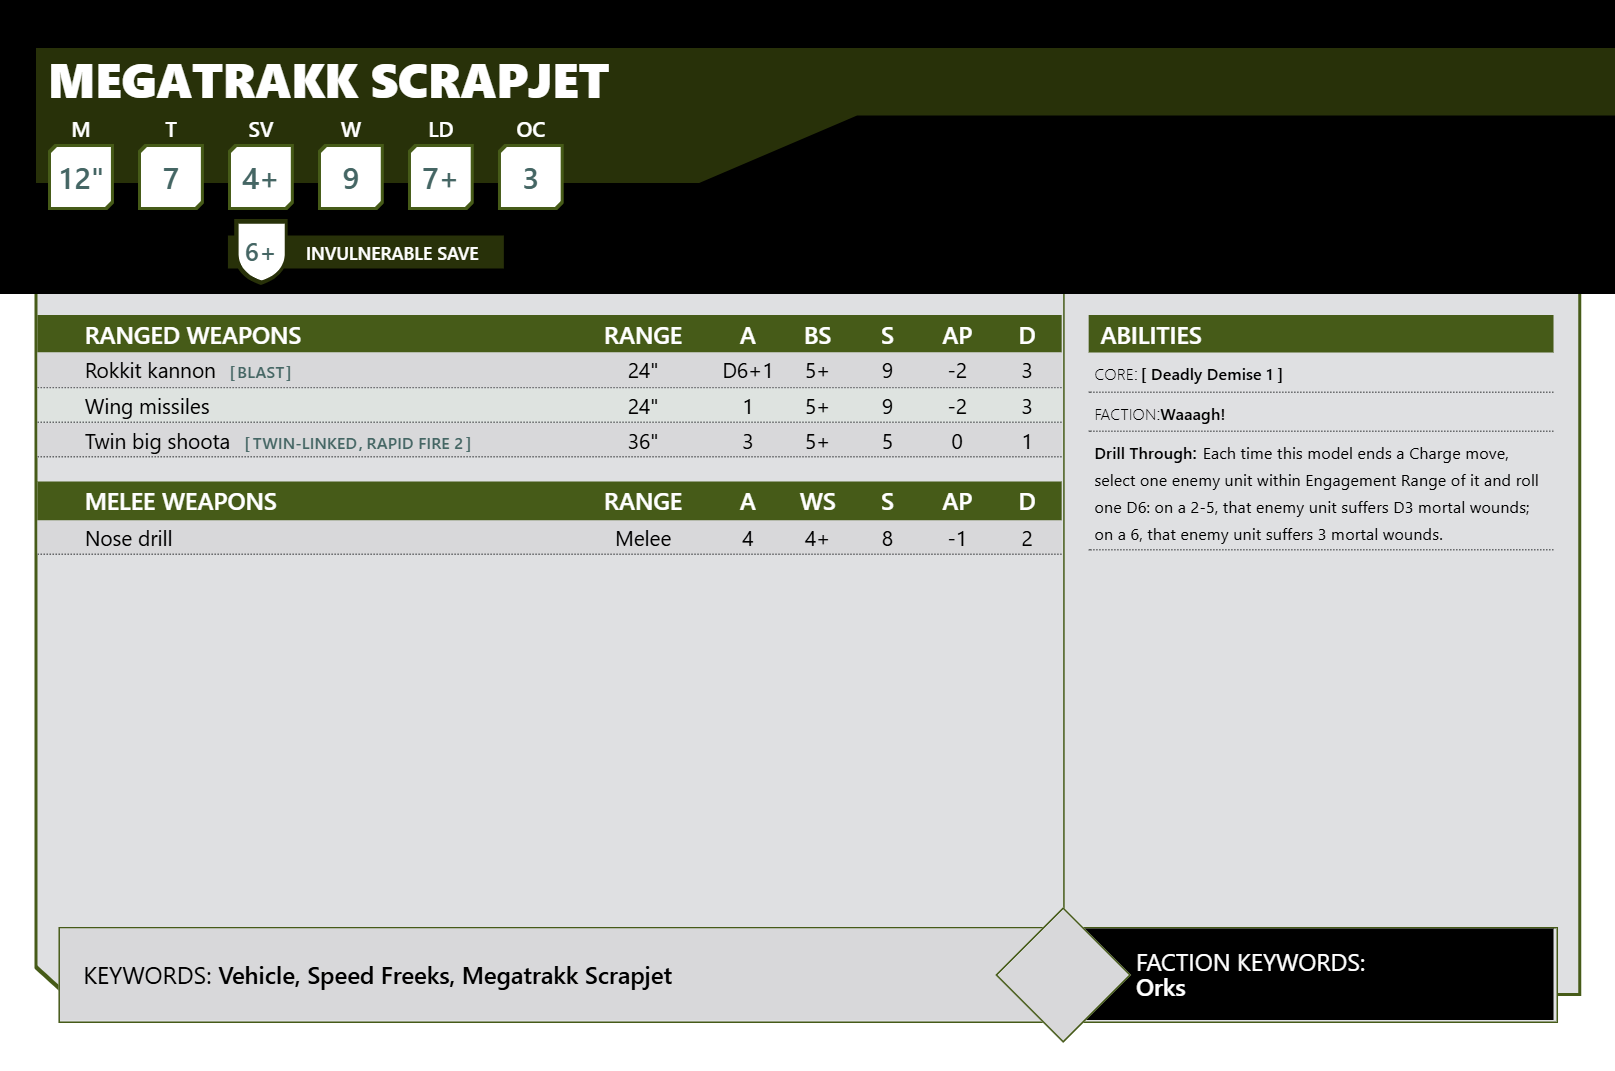 MEGATRAKK SCRAPJET
M T SV W LD OC
12" 7 4+ 9 7+ 3
6+ INVULNERABLE SAVE
RANGED WEAPONS RANGE A BS S AP D
Rokkit kannon [BLAST] 24" D6+1 5+ 9 -2 3
Wing missiles 24" 1 5+ 9 -2 3
Twin big shoota [TWIN-LINKED, RAPID FIRE 2] 36" 3 5+ 5 0 1
MELEE WEAPONS RANGE A WS S AP D
Nose drill Melee 4 4+ 8 -1 2
ABILITIES
CORE: [ Deadly Demise 1 ]
FACTION:Waaagh!
Drill Through: Each time this model ends a Charge move,
select one enemy unit within Engagement Range of it and roll
one D6: on a 2-5, that enemy unit suffers D3 mortal wounds;
on a 6, that enemy unit suffers 3 mortal wounds.
KEYWORDS: Vehicle, Speed Freeks, Megatrakk Scrapjet
FACTION KEYWORDS:
Orks